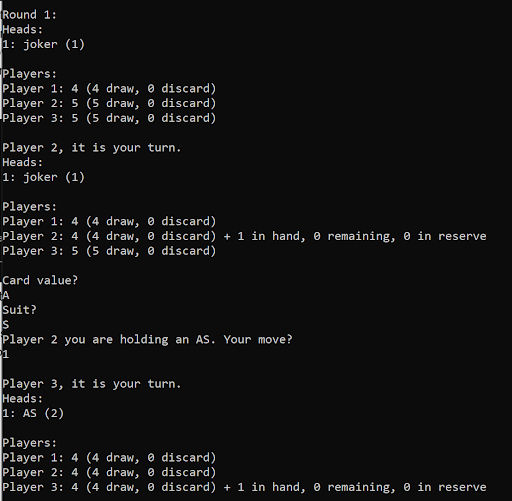 Round 1:
Heads:
1: joker (1)
Players:
Player 1: 4 (4 draw, 0 discard)
Player 2: 5 (5 draw, 0 discard)
Player 3: 5 (5 draw, 0 discard)
Player 2, it is your turn.
Heads:
1: joker (1)
Players:
Player 1: 4 (4 draw, 0 discard)
Player 2: 4 (4 draw, 0 discard) + 1 in hand, 0 remaining, 0 in reserve
Player 3: 5 (5 draw, 0 discard)
Card value?
A
Suit?
S
Player 2 you are holding an AS. Your move?
1
Player 3, it is your turn.
Heads:
1: AS (2)
Players:
Player 1: 4 (4 draw, 0 discard)
Player 2: 4 (4 draw, 0 discard)
Player 3: 4 (4 draw, 0 discard) + 1 in hand, 0 remaining, 0 in reserve